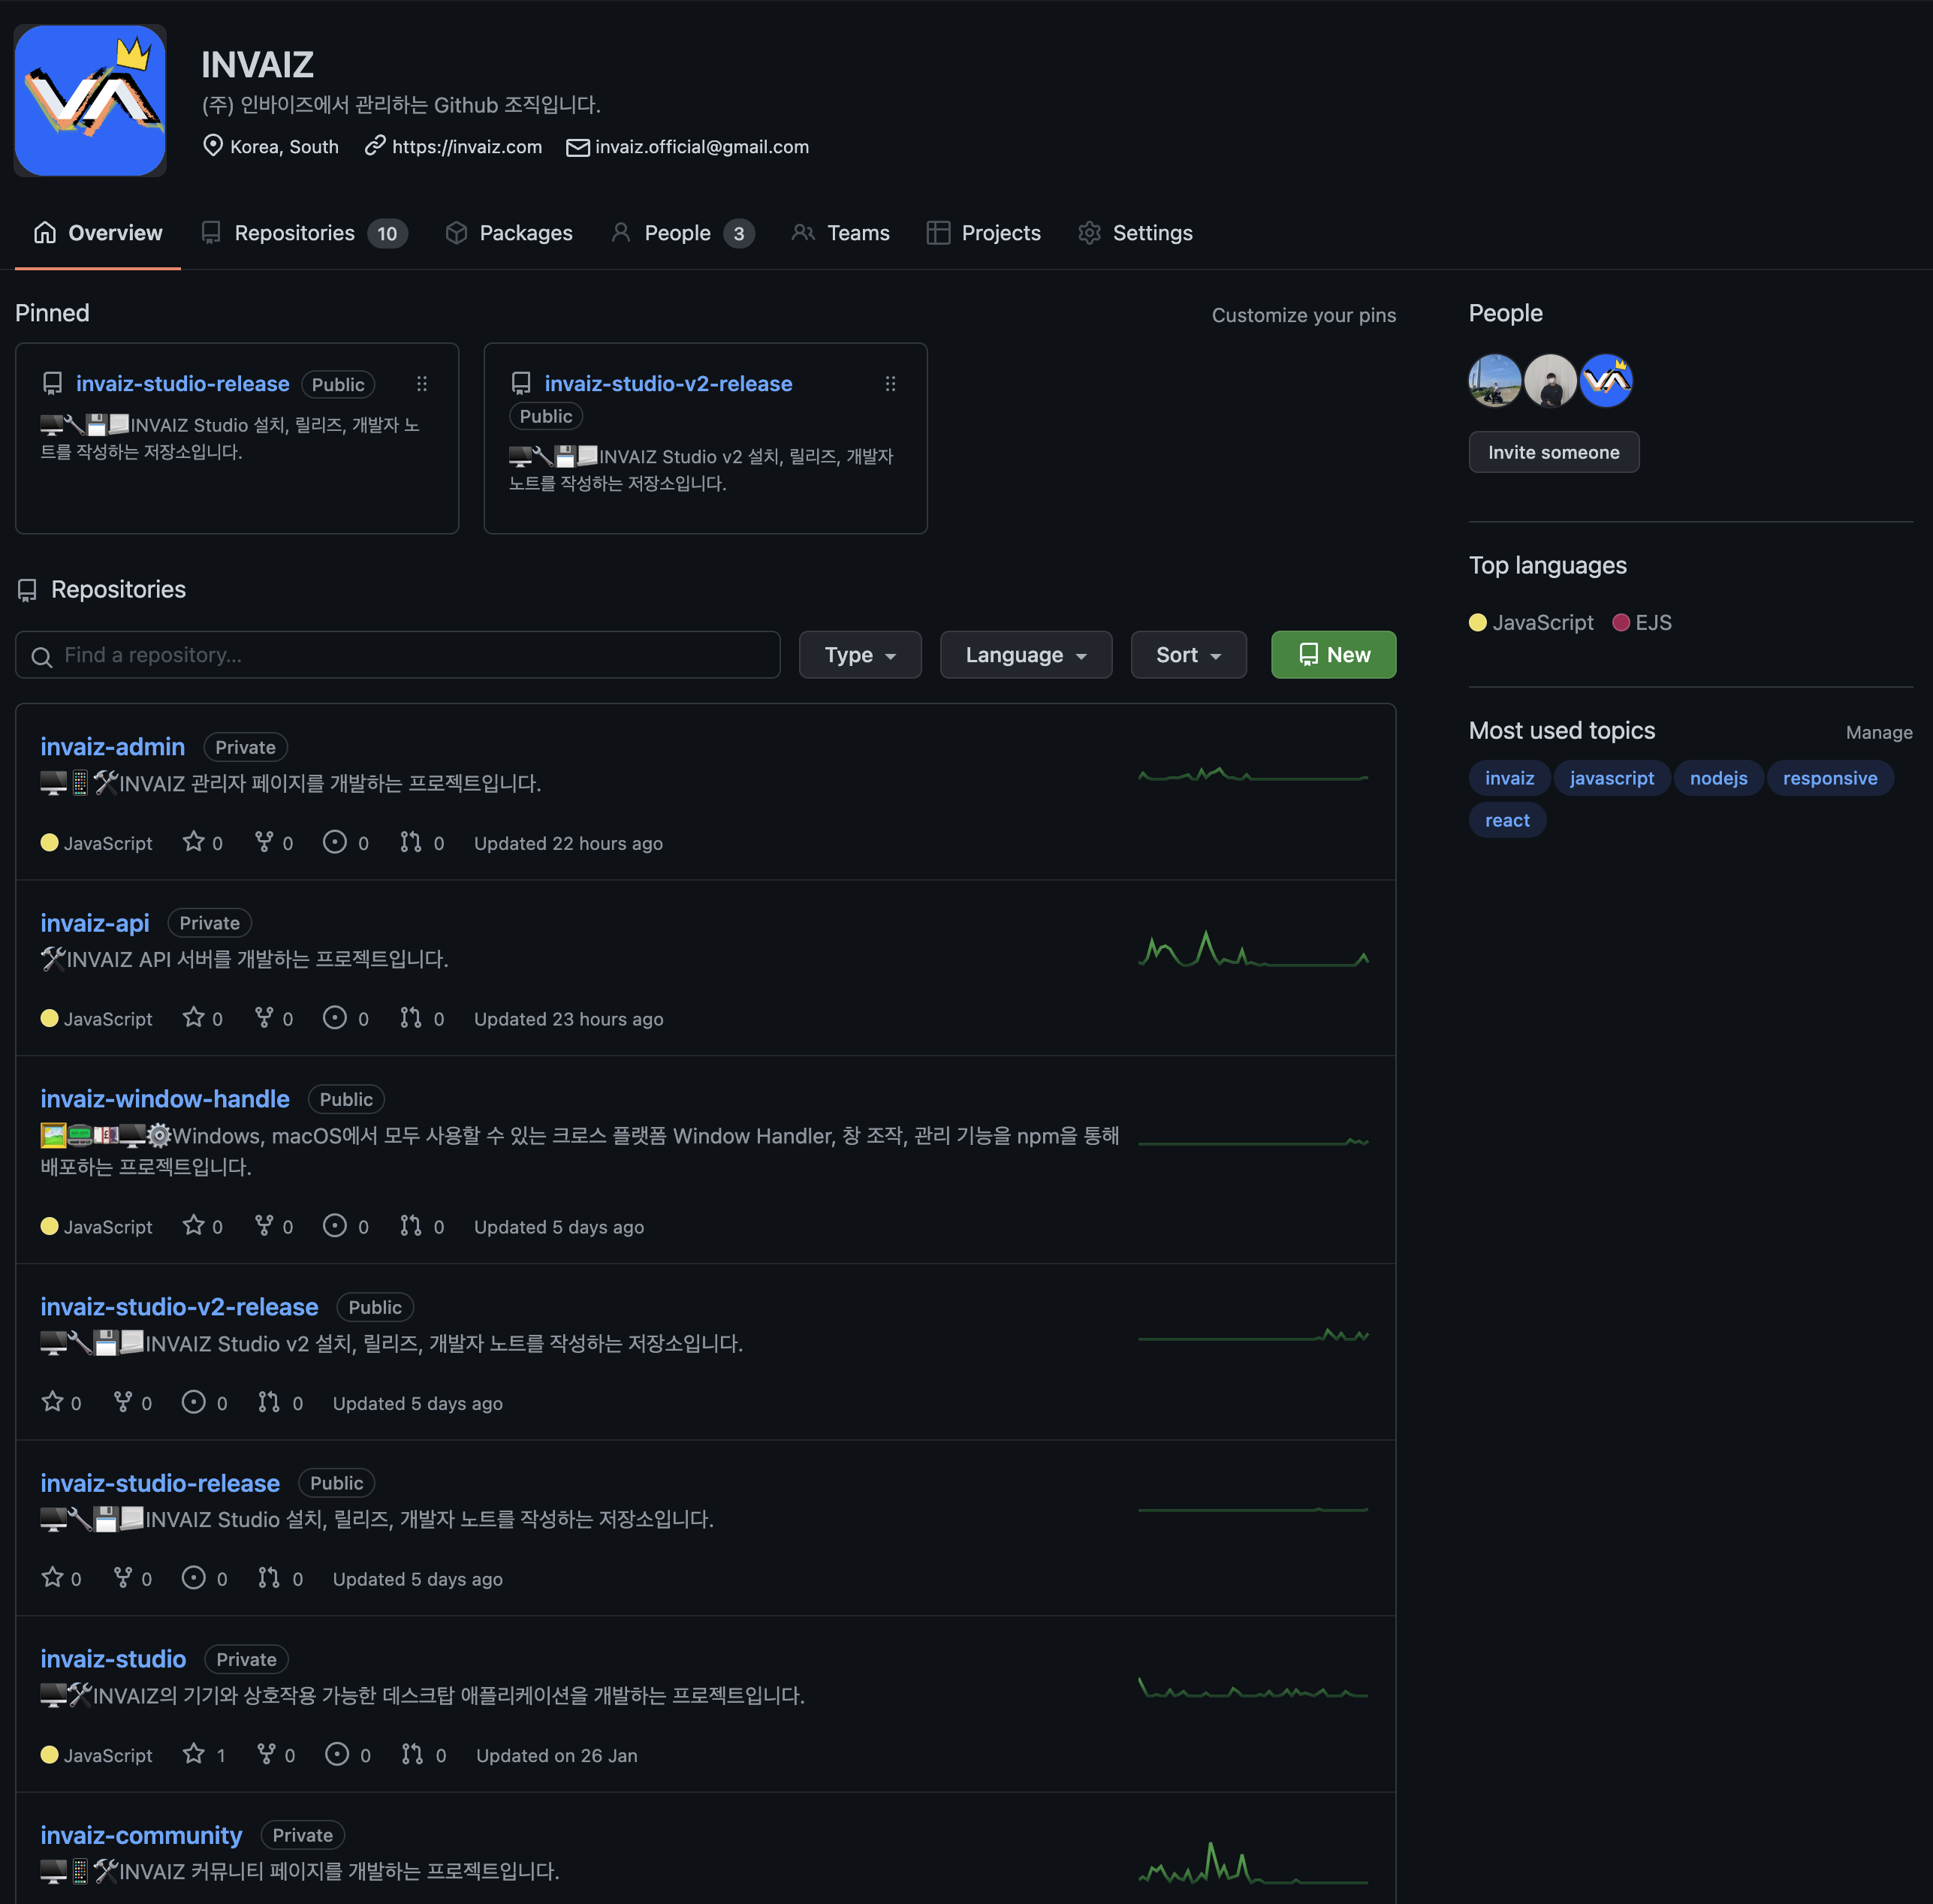 INVAIZ
(주) 인바이즈에서 관리하는 Github 조직입니다.
Korea, South https://invaiz.com invaiz.official@gmail.com
Overview Repositories 10 Packages People 3 Teams Projects Settings
Pinned
Customize your pins
invaiz-studio-release Public
INVAIZ Studio 설치, 릴리즈, 개발자 노
트를 작성하는 저장소입니다.
invaiz-studio-v2-release
Public
INVAIZ Studio v2 설치, 릴리즈, 개발자
노트를 작성하는 저장소입니다.
Repositories
Find a repository...
Type
Language
Sort
New
invaiz-admin Private
INVAIZ 관리자 페이지를 개발하는 프로젝트입니다.
JavaScript 0 0 0 0 Updated 22 hours ago
invaiz-api Private
INVAIZ API 서버를 개발하는 프로젝트입니다.
JavaScript 0 0 0 0 Updated 23 hours ago
invaiz-window-handle Public
Windows, macOS에서 모두 사용할 수 있는 크로스 플랫폼 Window Handler, 창 조작, 관리 기능을 npm을 통해
배포하는 프로젝트입니다.
JavaScript 0 0 0 0 Updated 5 days ago
invaiz-studio-v2-release Public
INVAIZ Studio v2 설치, 릴리즈, 개발자 노트를 작성하는 저장소입니다.
0 0 0 0 Updated 5 days ago
invaiz-studio-release Public
INVAIZ Studio 설치, 릴리즈, 개발자 노트를 작성하는 저장소입니다.
0 0 0 0 Updated 5 days ago
invaiz-studio Private
INVAIZ의 기기와 상호작용 가능한 데스크탑 애플리케이션을 개발하는 프로젝트입니다.
JavaScript 1 0 0 0 Updated on 26 Jan
invaiz-community Private
INVAIZ 커뮤니티 페이지를 개발하는 프로젝트입니다.
People
Invite someone
Top languages
JavaScript EJS
Most used topics Manage
invaiz javascript nodejs responsive
react